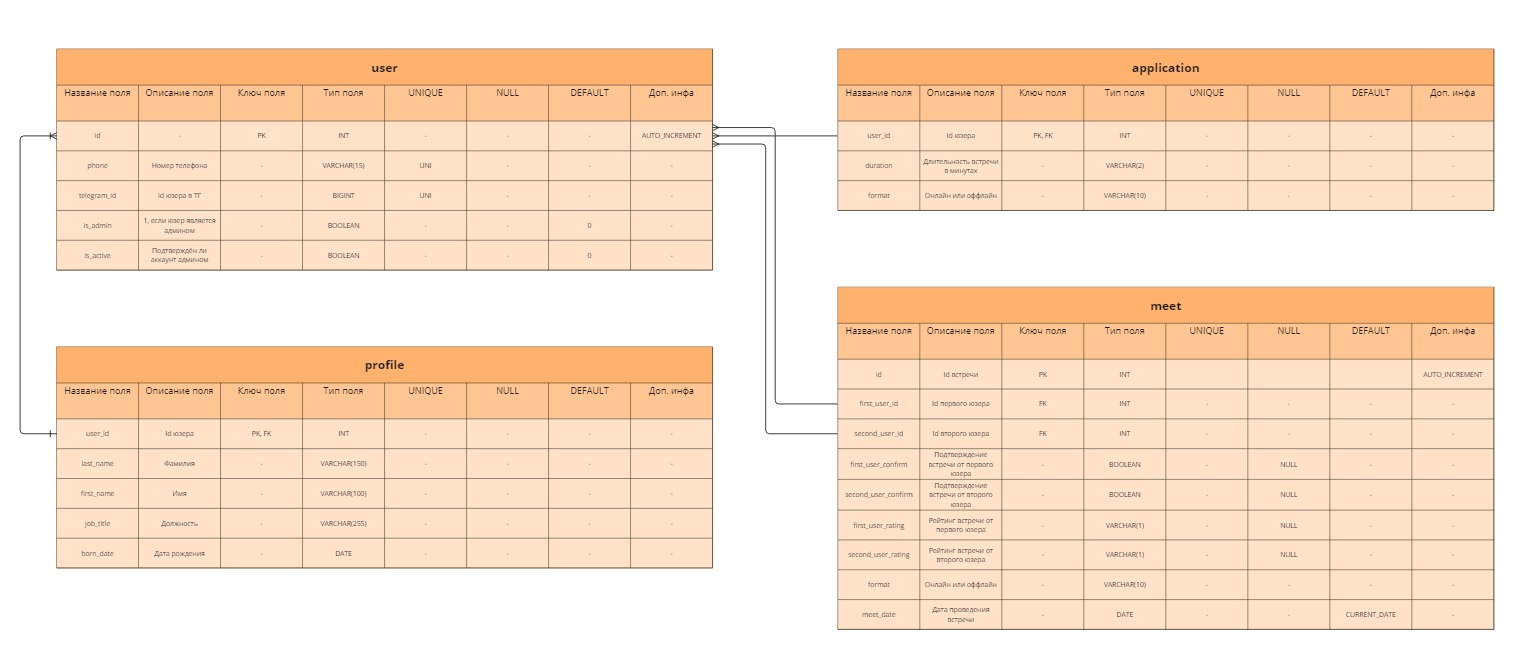 user
Название поля Описание поля Ключ поля Тип поля UNIQUE NULL DEFAULT Доп. инфа
id - PK INT - - - AUTO_INCREMENT
phone Номер телефона - VARCHAR(15) UNI - - -
telegram_id id юзера в ТГ - BIGINT UNI - - -
is_admin 1, если юзер является админом - BOOLEAN - - 0 -
is_active Подтверждён ли аккаунт админом - BOOLEAN - - 0 -
profile
Название поля Описание поля Ключ поля Тип поля UNIQUE NULL DEFAULT Доп. инфа
user_id Id юзера PK, FK INT - - - -
last_name Фамилия - VARCHAR(150) - - - -
first_name Имя - VARCHAR(100) - - - -
job_title Должность - VARCHAR(255) - - - -
born_date Дата рождения - DATE - - - -
application
Название поля Описание поля Ключ поля Тип поля UNIQUE NULL DEFAULT Доп. инфа
user_id Id юзера PK, FK INT - - - -
duration Длительность встречи в минутах - VARCHAR(2) - - - -
format Онлайн или оффлайн - VARCHAR(10) - - - -
meet
Название поля Описание поля Ключ поля Тип поля UNIQUE NULL DEFAULT Доп. инфа
id Id встречи PK INT AUTO_INCREMENT
first_user_id Id первого юзера FK INT - - - -
second_user_id Id второго юзера FK INT - - - -
first_user_confirm Подтверждение встречи от первого юзера - BOOLEAN - NULL - -
second_user_confirm Подтверждение встречи от второго юзера - BOOLEAN - NULL - -
first_user_rating Рейтинг встречи от первого юзера - VARCHAR(1) - NULL - -
second_user_rating Рейтинг встречи от второго юзера - VARCHAR(1) - NULL - -
format Онлайн или оффлайн - VARCHAR(10) - - - -
meet_date Дата проведения встречи - DATE - - CURRENT_DATE -